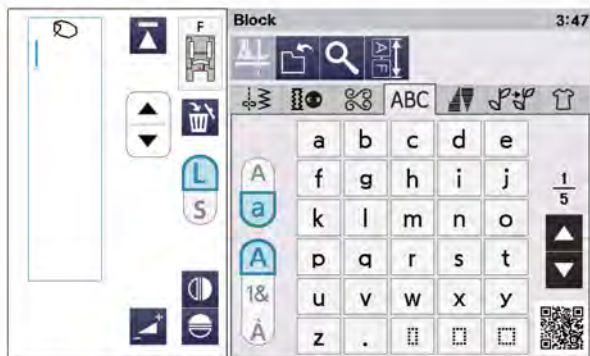 F
Block 3:47
A-F
ABC
L
S
A
a
A
1&
À
a b c d e
f g h i j
k l m n o
p q r s t
u v w x y
z .
1
5